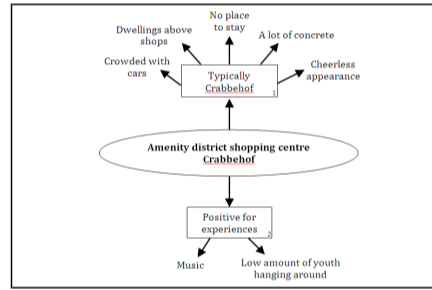 No place
to stay
Dwellings above
shops
A lot of concrete
Crowded with
cars
Typically
Crabbehof
1
Cheerless
appearance
Amenity district shopping centre
Crabbehof
Positive for
experiences
2
Music
Low amount of youth
hanging around